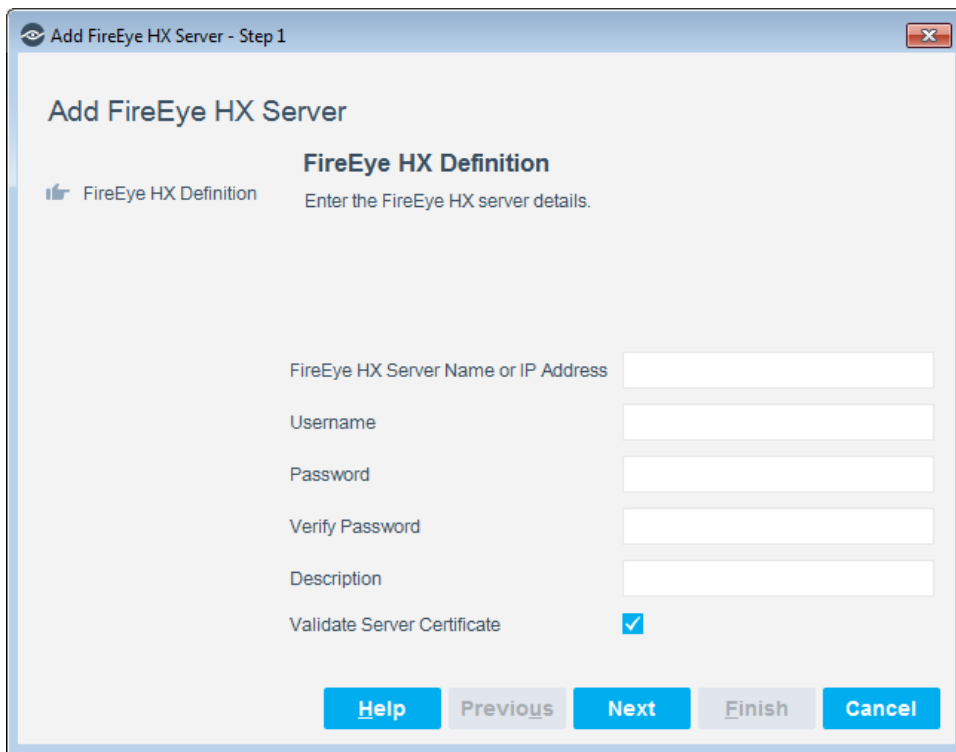 Add FireEye HX Server - Step 1
Add FireEye HX Server
FireEye HX Definition
FireEye HX Definition
Enter the FireEye HX server details.
FireEye HX Server Name or IP Address
Username
Password
Verify Password
Description
Validate Server Certificate
Help Previous Next Finish Cancel